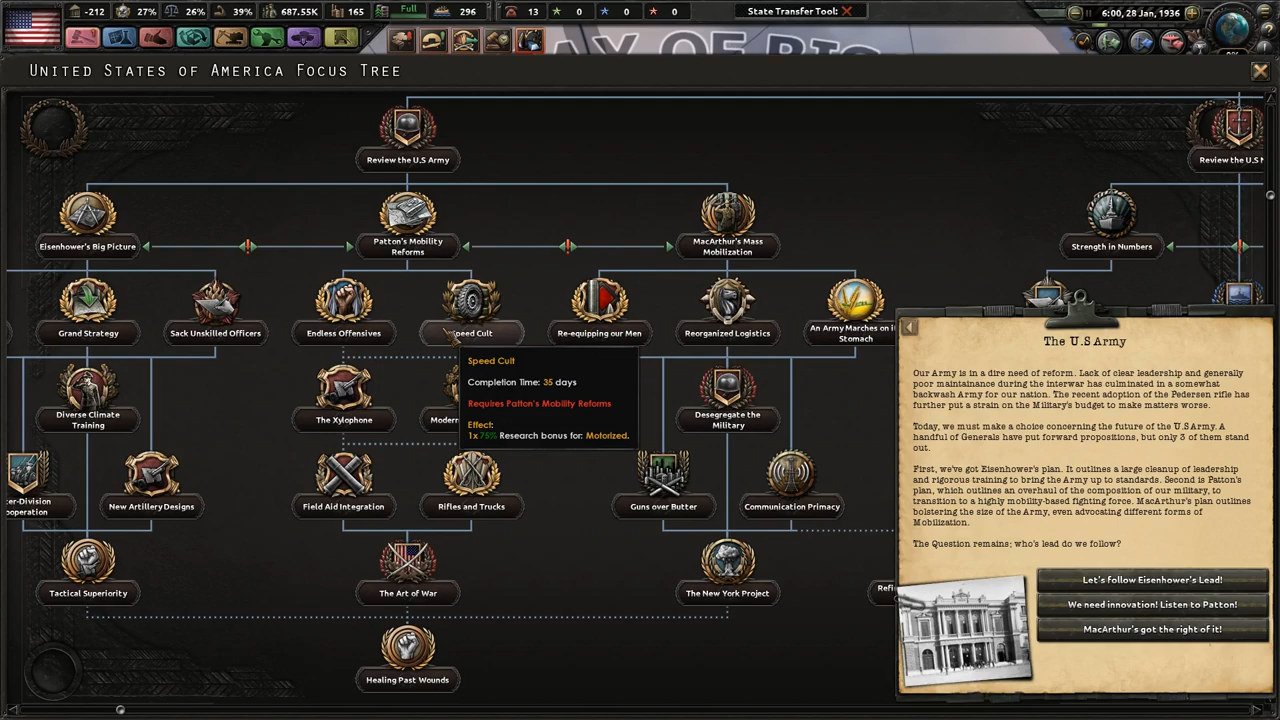 -212
27%
26%
39%
687.55K
165
Full
296
13
0
0
0
State Transfer Tool:
6:00, 28 Jan, 1936
United States of America Focus Tree
Review the U.S Army
Review the U.S N
Eisenhower's Big Picture
Patton's Mobility
Reforms
MacArthur's Mass
Mobilization
Strength in Numbers
Grand Strategy
Sack Unskilled Officers
Endless Offensives
Speed Cult
Re-equipping our Men
Reorganized Logistics
An Army Marches on i
Stomach
Speed Cult
Completion Time: 35 days
Requires Patton's Mobility Reforms
Effect:
1x 75% Research bonus for: Motorized.
Diverse Climate
Training
The Xylophone
Modern
Desegregate the
Military
ter-Division
ooperation
New Artillery Designs
Field Aid Integration
Rifles and Trucks
Guns over Butter
Communication Primacy
Tactical Superiority
The Art of War
The New York Project
Refi
Healing Past Wounds
The U.S Army
Our Army is in a dire need of reform. Lack of clear leadership and generally
poor maintainance during the interwar has culminated in a somewhat
backwash Army for our nation. The recent adoption of the Pedersen rifle has
further put a strain on the Military's budget to make matters worse.
Today, we must make a choice concerning the future of the U.S Army. A
handful of Generals have put forward propositions, but only 3 of them stand
out.
First, we've got Eisenhower's plan. It outlines a large cleanup of leadership
and rigorous training to bring the Army up to standards. Second is Patton's
plan, which outlines an overhaul of the composition of our military, to
transition to a highly mobility-based fighting force. MacArthur's plan outlines
bolstering the size of the Army, even advocating different forms of
Mobilization.
The Question remains; who's lead do we follow?
Let's follow Eisenhower's Lead!
We need innovation! Listen to Patton!
MacArthur's got the right of it!